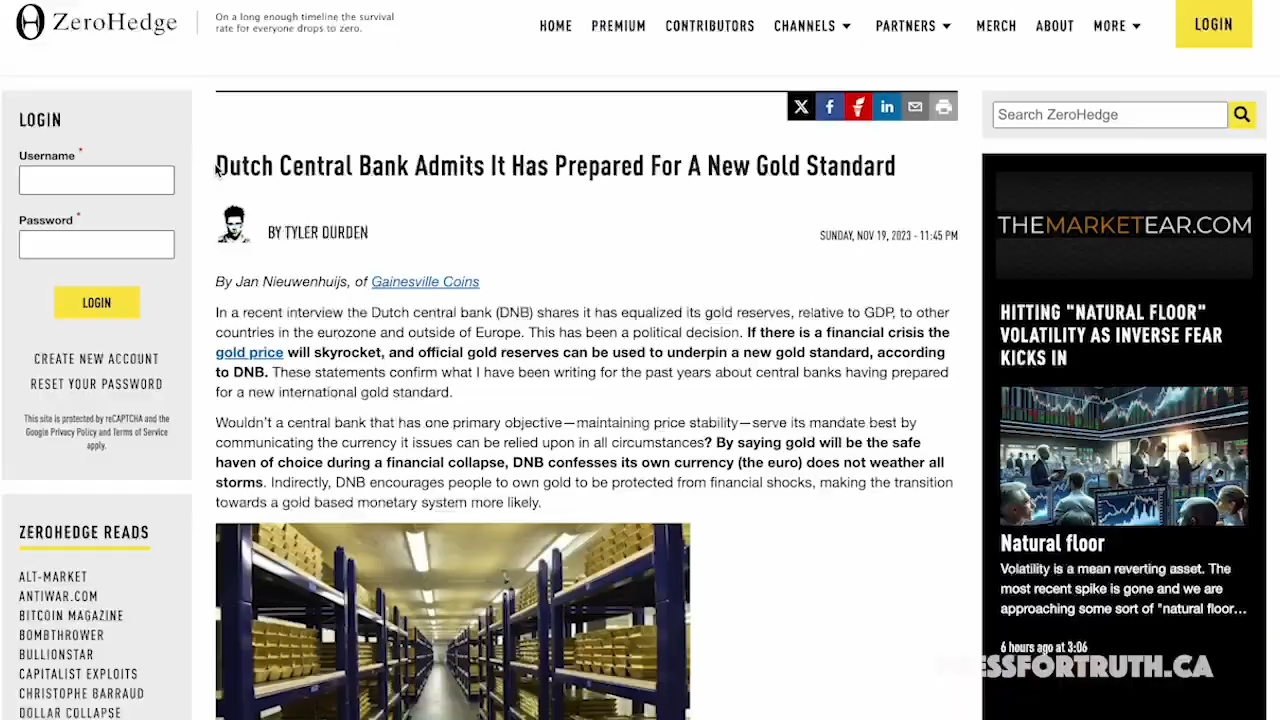 ZeroHedge
On a long enough timeline the survival
rate for everyone drops to zero.
HOME PREMIUM CONTRIBUTORS CHANNELS PARTNERS MERCH ABOUT MORE
LOGIN
LOGIN
Username *
Password *
LOGIN
CREATE NEW ACCOUNT
RESET YOUR PASSWORD
This site is protected by reCAPTCHA and the
Google Privacy Policy and Terms of Service
apply.
ZEROHEDGE READS
ALT-MARKET
ANTIWAR.COM
BITCOIN MAGAZINE
BOMBTHROWER
BULLIONSTAR
CAPITALIST EXPLOITS
CHRISTOPHE BARRAUD
DOLLAR COLLAPSE
Dutch Central Bank Admits It Has Prepared For A New Gold Standard
BY TYLER DURDEN
SUNDAY, NOV 19, 2023 - 11:45 PM
By Jan Nieuwenhuijs, of Gainesville Coins
In a recent interview the Dutch central bank (DNB) shares it has equalized its gold reserves, relative to GDP, to other
countries in the eurozone and outside of Europe. This has been a political decision. If there is a financial crisis the
gold price will skyrocket, and official gold reserves can be used to underpin a new gold standard, according
to DNB. These statements confirm what I have been writing for the past years about central banks having prepared
for a new international gold standard.
Wouldn't a central bank that has one primary objective—maintaining price stability—serve its mandate best by
communicating the currency it issues can be relied upon in all circumstances? By saying gold will be the safe
haven of choice during a financial collapse, DNB confesses its own currency (the euro) does not weather all
storms. Indirectly, DNB encourages people to own gold to be protected from financial shocks, making the transition
towards a gold based monetary system more likely.
Search ZeroHedge
THEMARKETEAR.COM
HITTING "NATURAL FLOOR"
VOLATILITY AS INVERSE FEAR
KICKS IN
Natural floor
Volatility is a mean reverting asset. The
most recent spike is gone and we are
approaching some sort of "natural floor...
6 hours ago at 3:06
PRESSFORTRUTH.CA